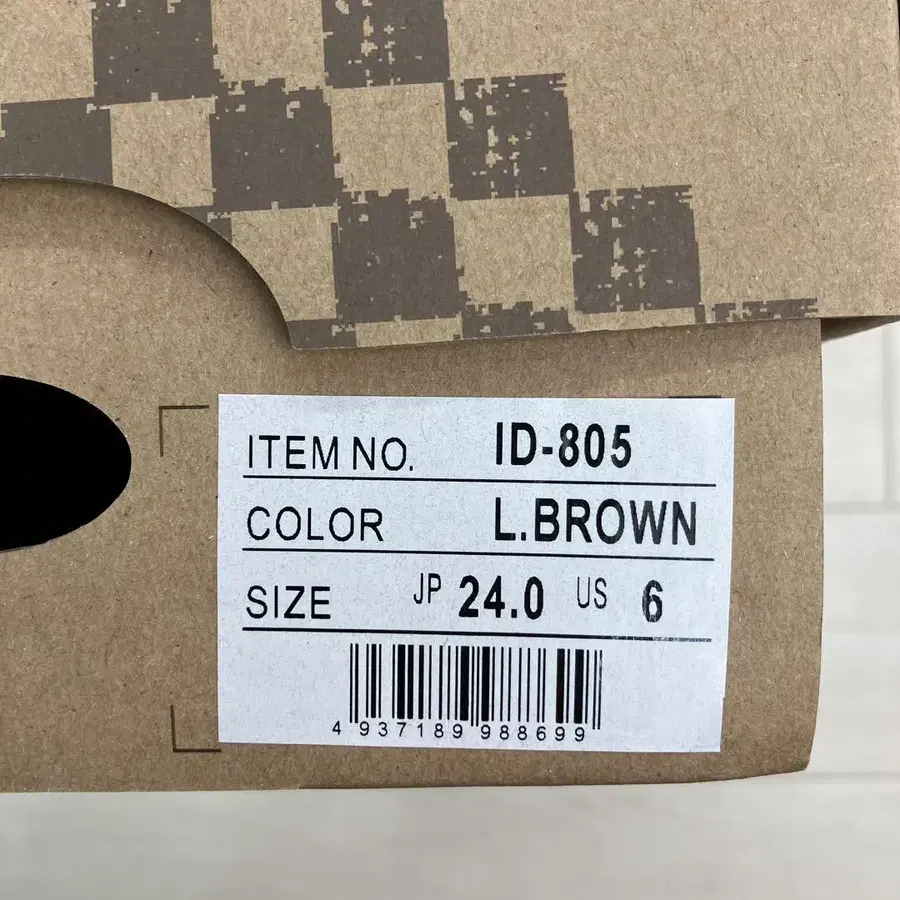 ITEM NO. ID-805
COLOR L.BROWN
SIZE JP 24.0 US 6
4 937189 988699